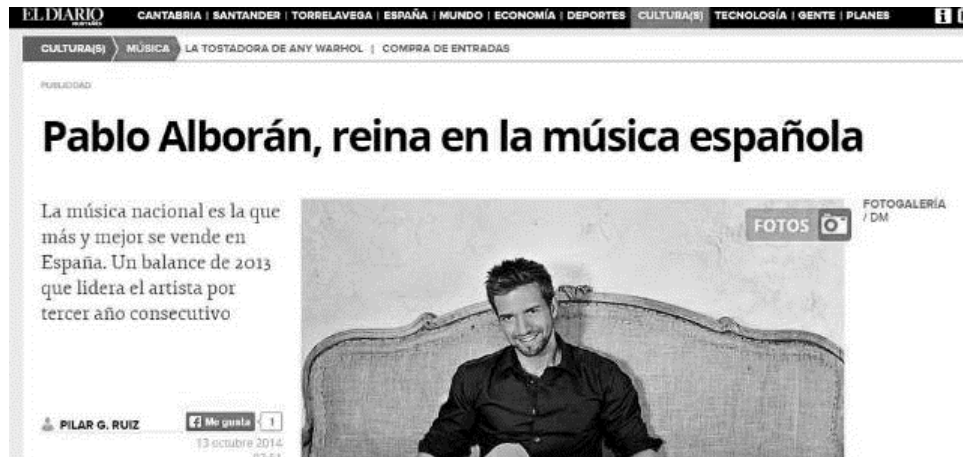 EL DIARIO CANTABRIA | SANTANDER | TORRELAVEGA | ESPAÑA | MUNDO | ECONOMÍA | DEPORTES CULTURA(S) TECNOLOGÍA | GENTE | PLANES
MONTAÑÉS
CULTURA(S) MÚSICA LA TOSTADORA DE ANY WARHOL | COMPRA DE ENTRADAS
PUBLICIDAD
Pablo Alborán, reina en la música española
La música nacional es la que
más y mejor se vende en
España. Un balance de 2013
que lidera el artista por
tercer año consecutivo
FOTOS
FOTOGALERÍA
/ DM
PILAR G. RUIZ
Me gusta 1
13 octubre 2014